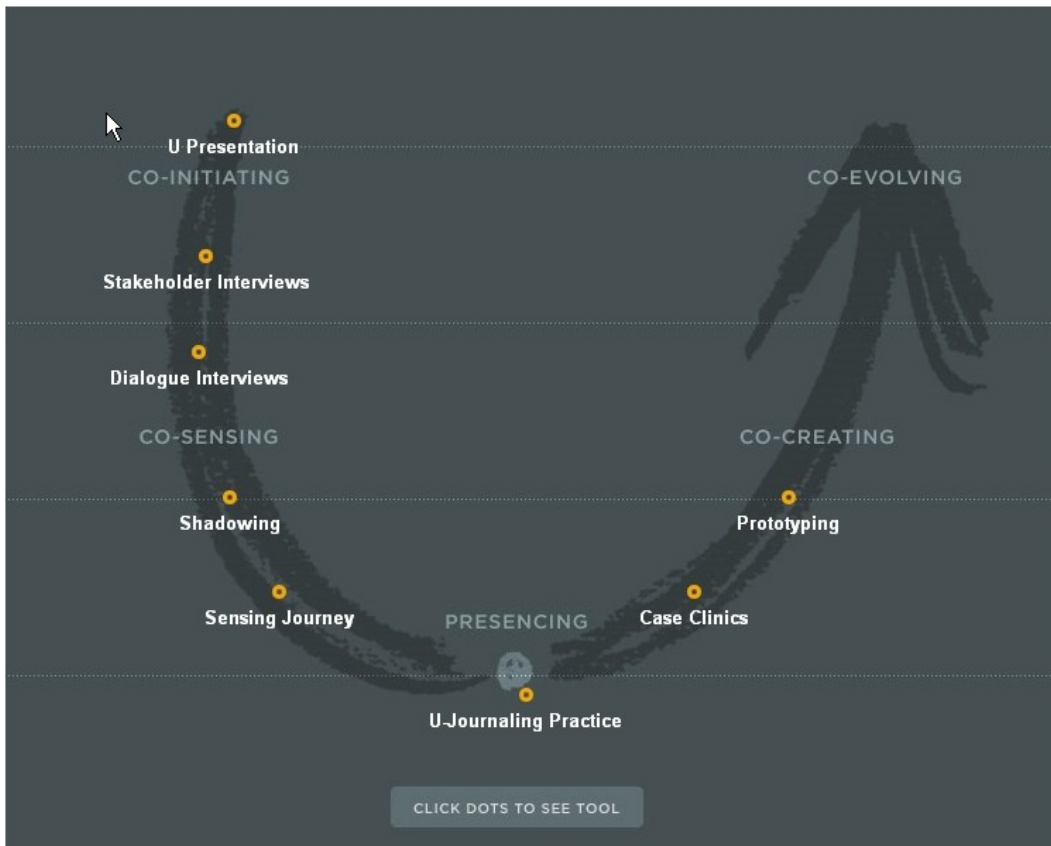 U Presentation
CO-INITIATING
CO-EVOLVING
Stakeholder Interviews
Dialogue Interviews
CO-SENSING
CO-CREATING
Shadowing
Prototyping
Sensing Journey
PRESENCING
Case Clinics
U-Journaling Practice
CLICK DOTS TO SEE TOOL